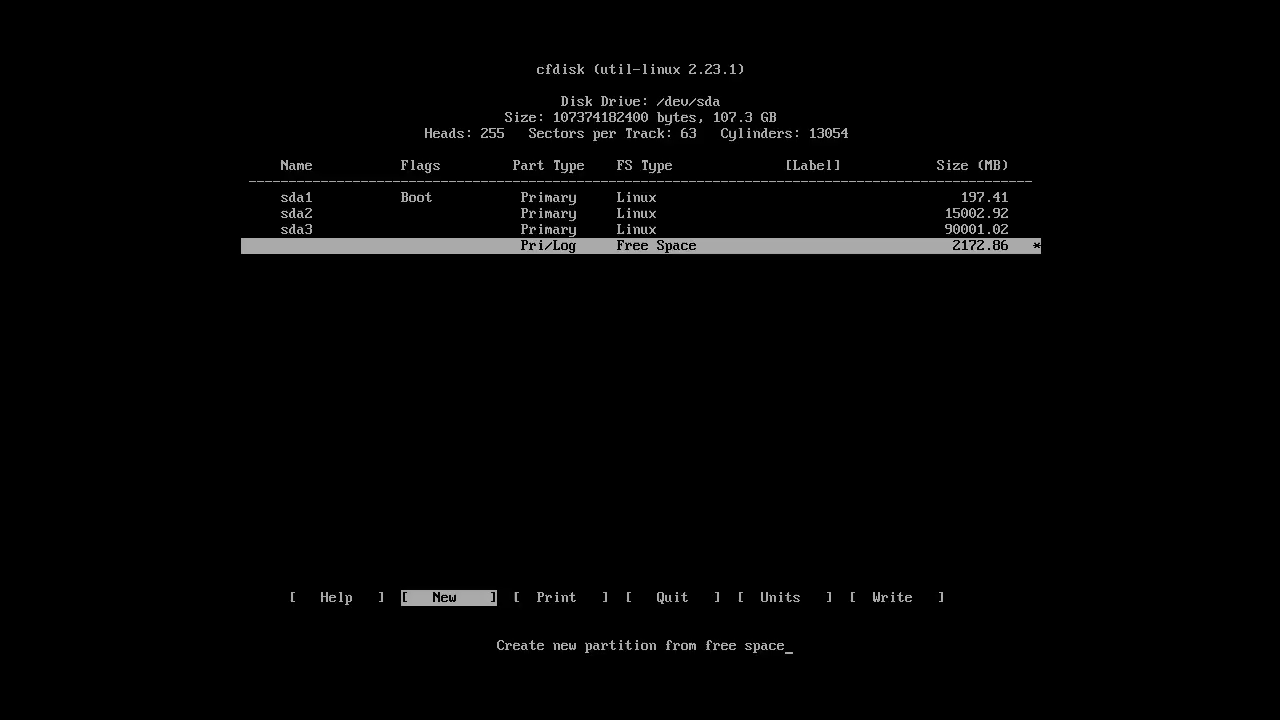 cfdisk (util-linux 2.23.1)
Disk Drive: /dev/sda
Size: 107374182400 bytes, 107.3 GB
Heads: 255   Sectors per Track: 63   Cylinders: 13054
Name   Flags   Part Type   FS Type   [Label]   Size (MB)
sda1   Boot   Primary   Linux   197.41
sda2   Primary   Linux   15002.92
sda3   Primary   Linux   90001.02
Pri/Log   Free Space   2172.86   *
[   Help   ]  [   New    ]  [  Print   ]  [   Quit   ]  [  Units   ]  [  Write   ]
Create new partition from free space_